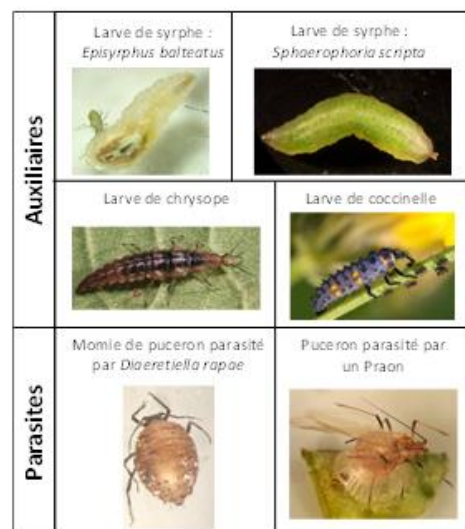 Auxiliaires
Larve de syrphe :
Episyrphus balteatus
Larve de syrphe :
Sphaerophoria scripta
Larve de chrysope
Larve de coccinelle
Parasites
Momie de puceron parasité
par Diaeretiella rapae
Puceron parasité par
un Praon